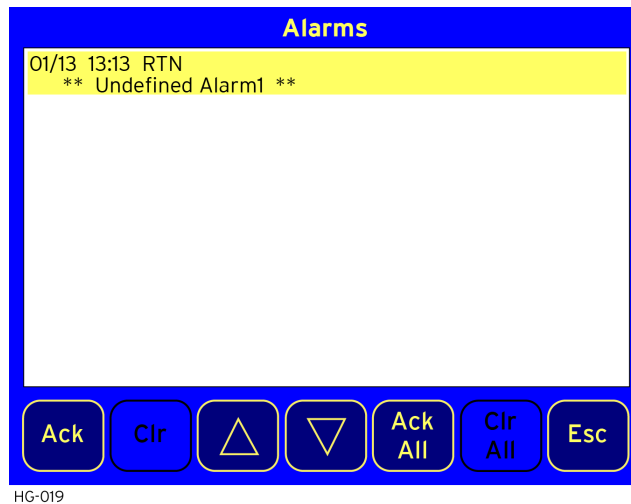 Alarms
01/13 13:13 RTN
** Undefined Alarm1 **
Ack
Clr
Ack
All
Clr
All
Esc
HG-019